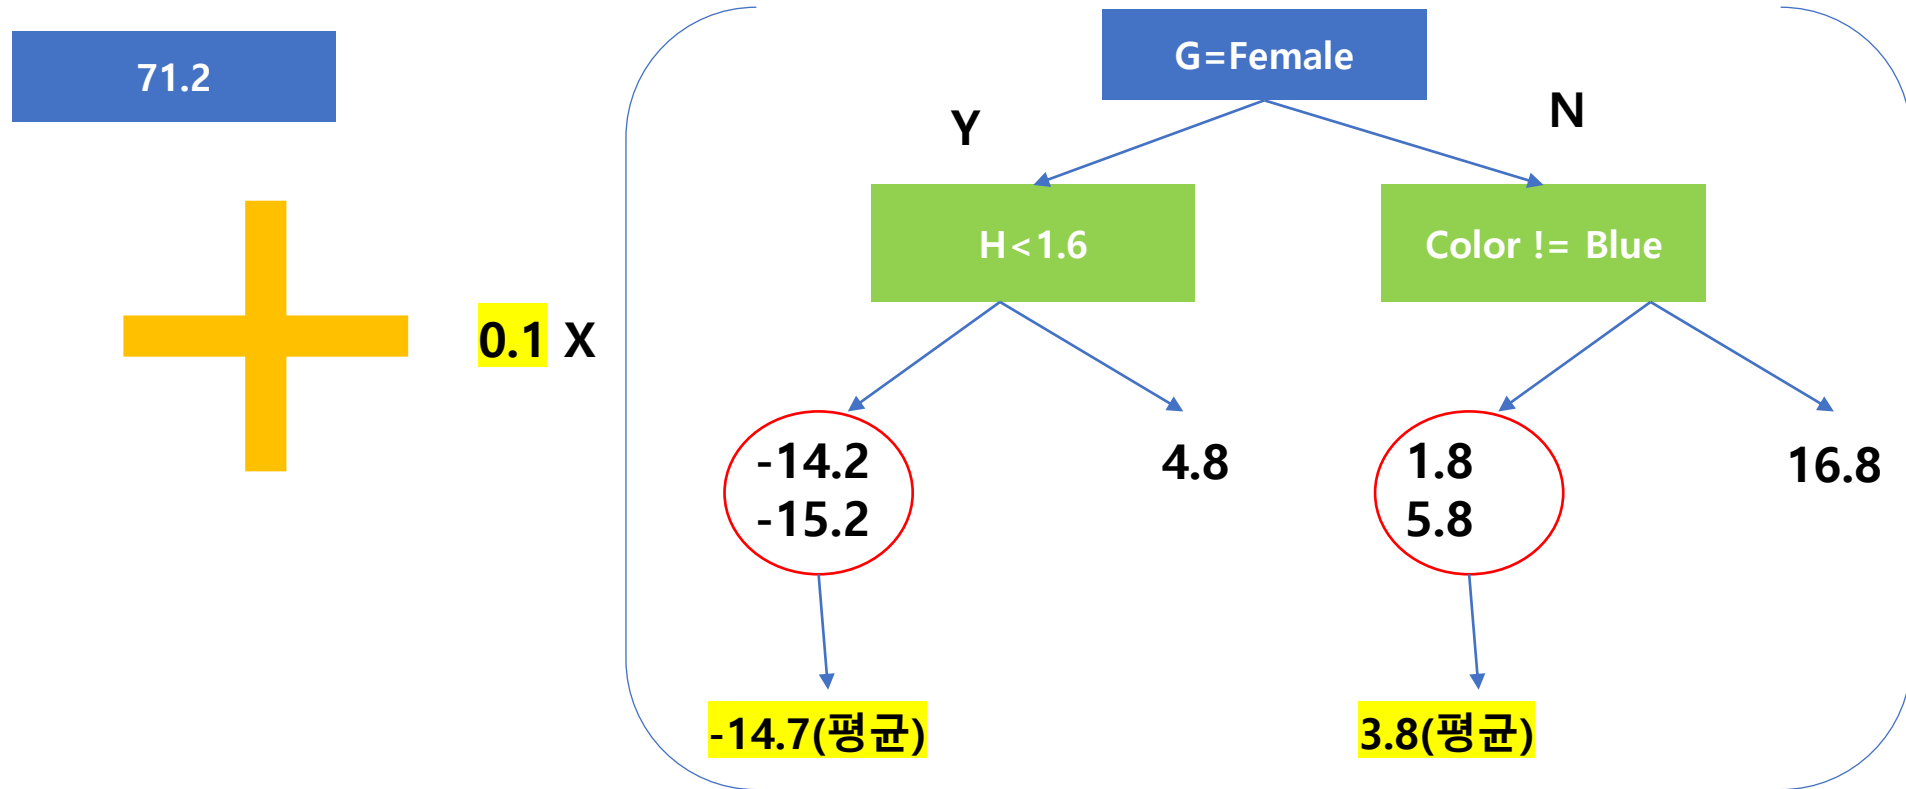 71.2
G=Female
Y
N
H<1.6
Color != Blue
0.1 X
-14.2
-15.2
4.8
1.8
5.8
16.8
-14.7(평균)
3.8(평균)